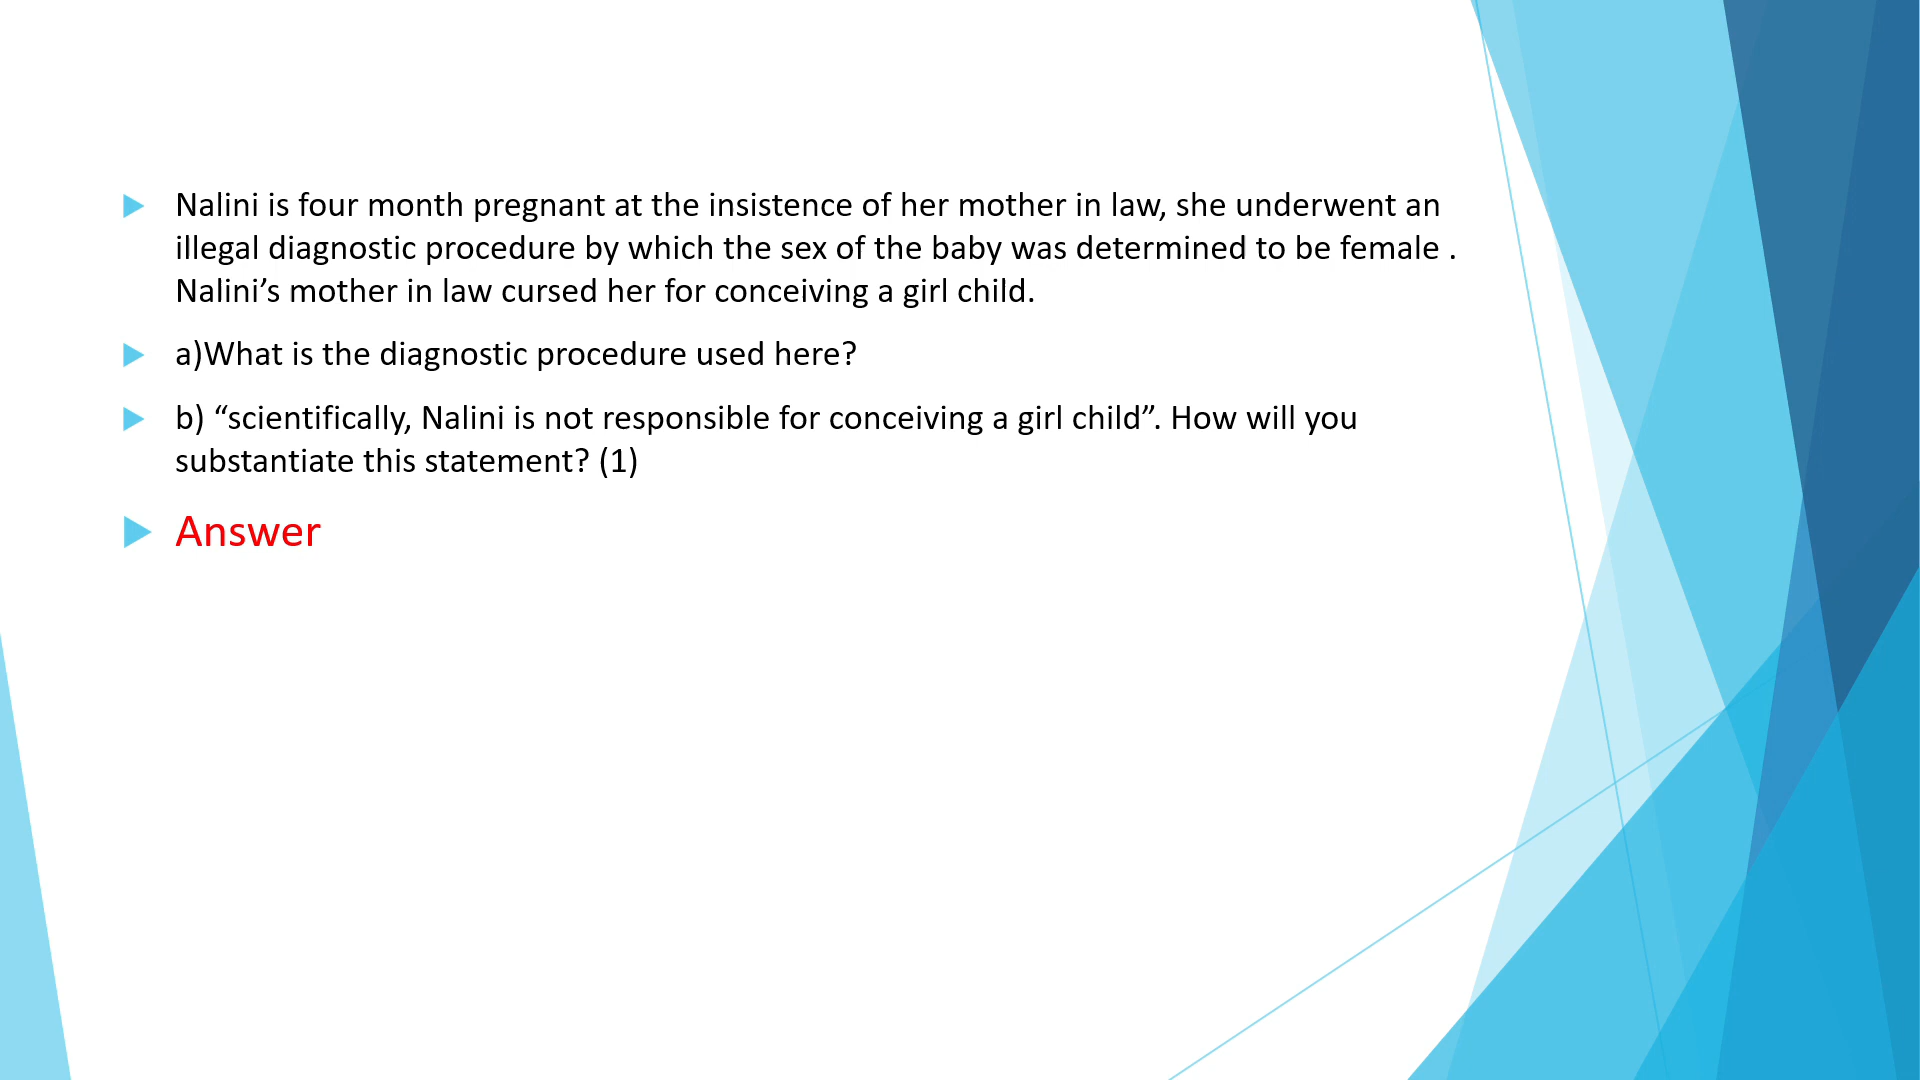 Nalini is four month pregnant at the insistence of her mother in law, she underwent an
illegal diagnostic procedure by which the sex of the baby was determined to be female .
Nalini’s mother in law cursed her for conceiving a girl child.
a)What is the diagnostic procedure used here?
b) “scientifically, Nalini is not responsible for conceiving a girl child”. How will you
substantiate this statement? (1)
Answer